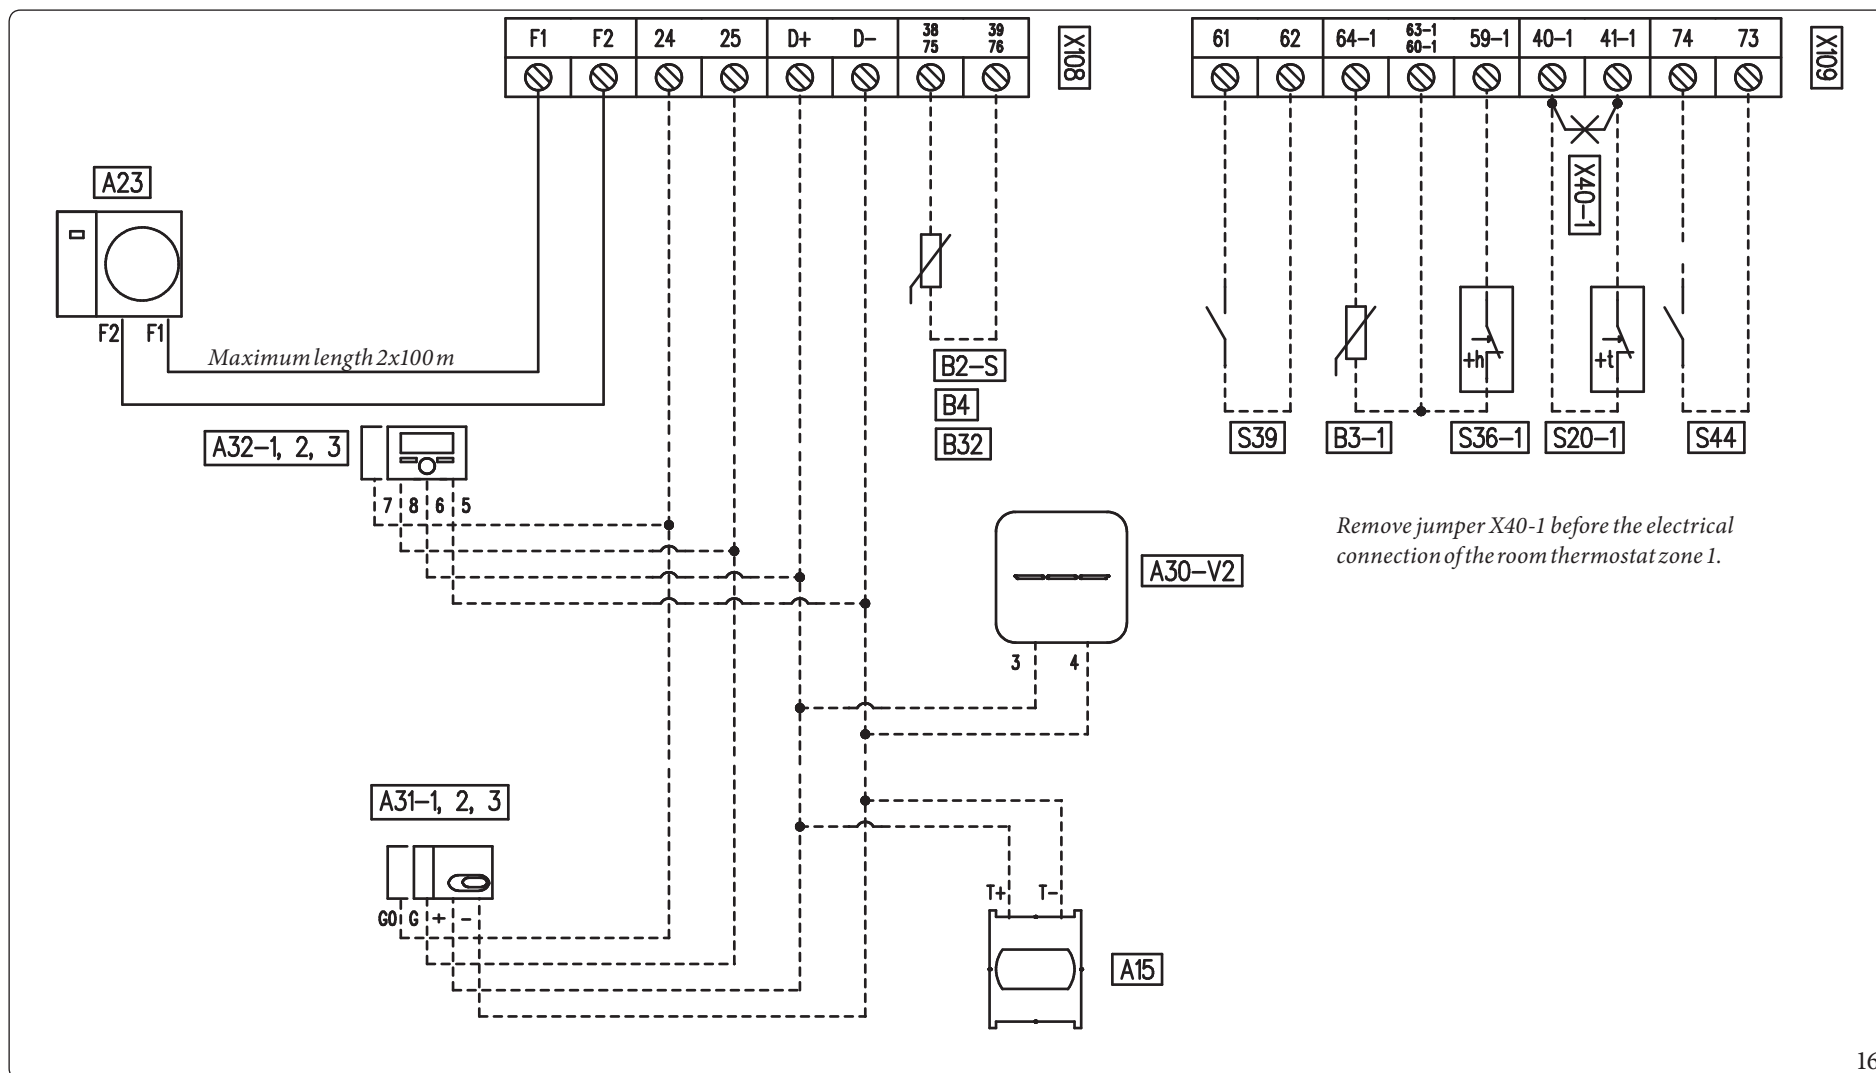 F1 F2 24 25 D+ D- 38 39
75 76
X108
61 62 64-1 63-1 59-1 40-1 41-1 74 73
60-1
X109
X40-1
A23
F2 F1
Maximum length 2x100 m
B2-S
B4
B32
+h +t
S39 B3-1 S36-1 S20-1 S44
A32-1, 2, 3
7 8 6 5
Remove jumper X40-1 before the electrical
connection of the room thermostat zone 1.
A30-V2
3 4
A31-1, 2, 3
G0 G + -
T+ T-
A15
16